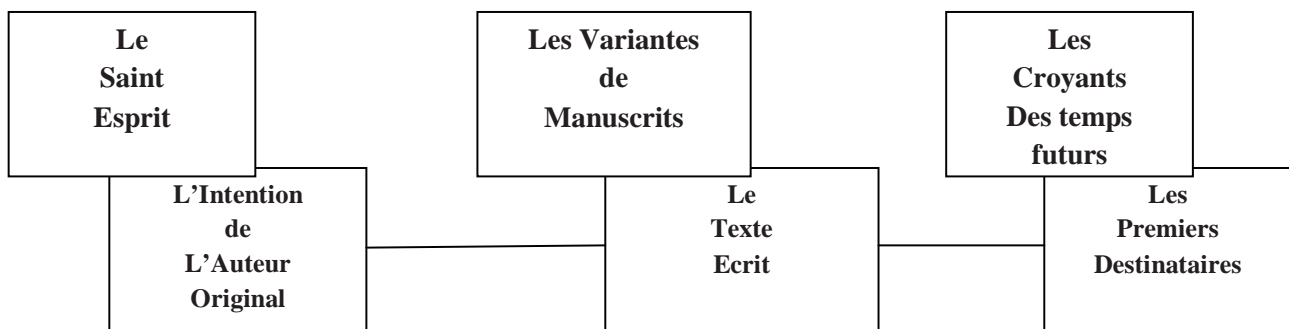 Le
Saint
Esprit
Les Variantes
de
Manuscrits
Les
Croyants
Des temps
futurs
L’Intention
de
L’Auteur
Original
Le
Texte
Ecrit
Les
Premiers
Destinataires